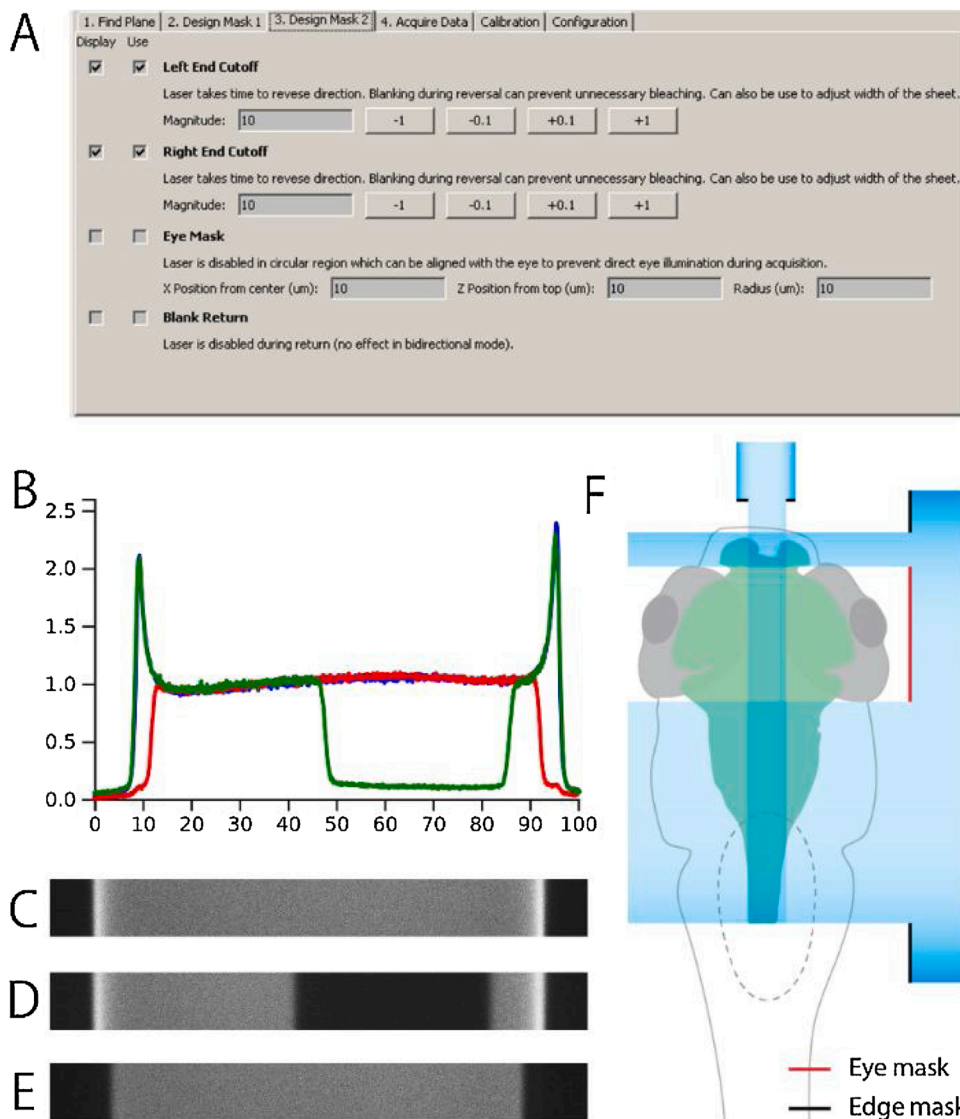 A
1. Find Plane 2. Design Mask 1 3. Design Mask 2 4. Acquire Data Calibration Configuration
Display Use
Left End Cutoff
Laser takes time to revese direction. Blanking during reversal can prevent unnecessary bleaching. Can also be use to adjust width of the sheet.
Magnitude: 10 -1 -0.1 +0.1 +1
Right End Cutoff
Laser takes time to revese direction. Blanking during reversal can prevent unnecessary bleaching. Can also be use to adjust width of the sheet.
Magnitude: 10 -1 -0.1 +0.1 +1
Eye Mask
Laser is disabled in circular region which can be aligned with the eye to prevent direct eye illumination during acquisition.
X Position from center (um): 10 Z Position from top (um): 10 Radius (um): 10
Blank Return
Laser is disabled during return (no effect in bidirectional mode).
B
2.5
2.0
1.5
1.0
0.5
0.0
0 10 20 30 40 50 60 70 80 90 100
C
D
E
F
Eye mask
Edge mask